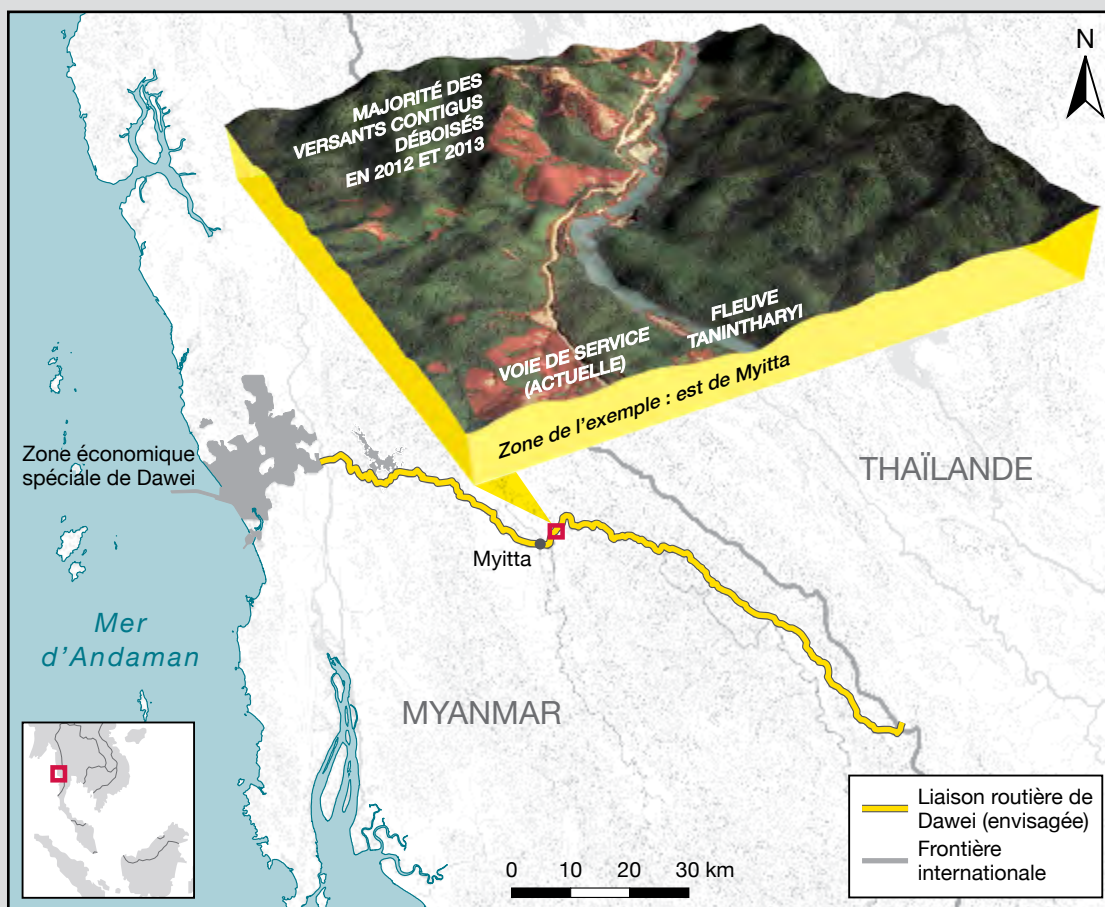 N
MAJORITÉ DES
VERSANTS CONTIGUS
DÉBOISÉS
EN 2012 ET 2013
FLEUVE
TANINTHARYI
VOIE DE SERVICE
(ACTUELLE)
Zone de l'exemple : est de Myitta
Zone économique
spéciale de Dawei
THAÏLANDE
Myitta
Mer
d'Andaman
MYANMAR
0 10 20 30 km
Liaison routière de
Dawei (envisagée)
Frontière
internationale